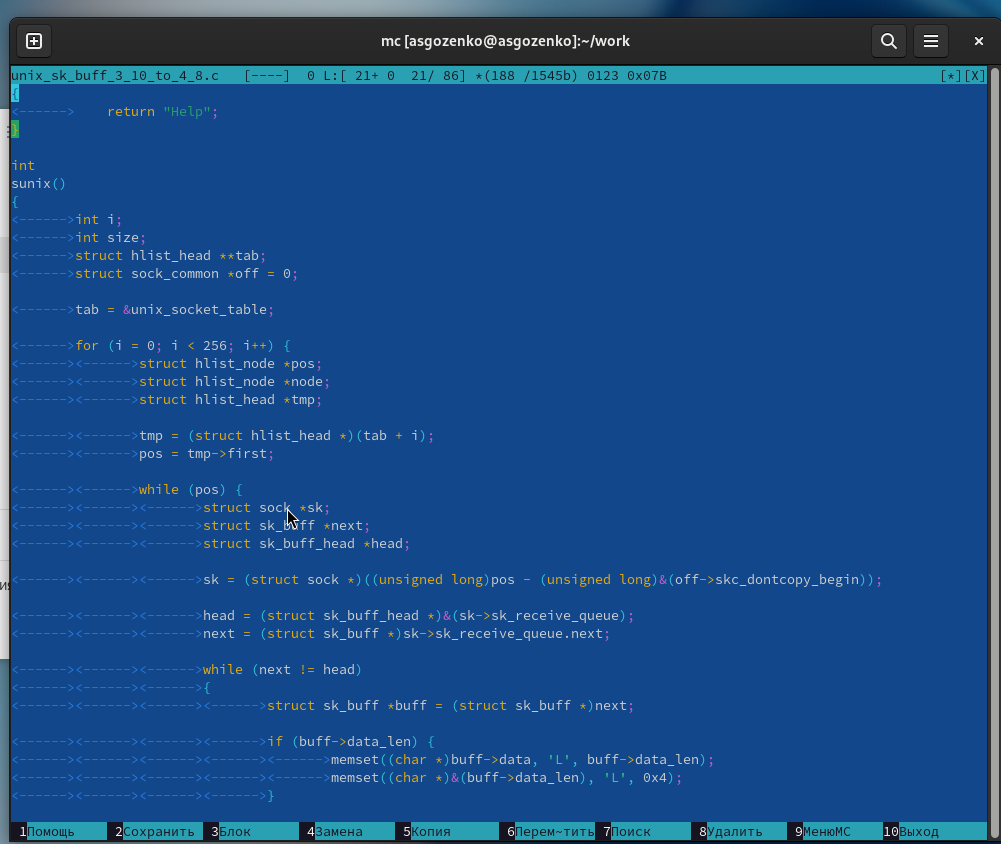 mc [asgozenko@asgozenko]:~/work
unix_sk_buff_3_10_to_4_8.c   [----]  0 L:[ 21+ 0  21/ 86] *(188 /1545b) 0123 0x07B [*][X]
{
<------>    return "Help";
}
int
sunix()
{
<------>int i;
<------>int size;
<------>struct hlist_head **tab;
<------>struct sock_common *off = 0;
<------>tab = &unix_socket_table;
<------>for (i = 0; i < 256; i++) {
<------><------>struct hlist_node *pos;
<------><------>struct hlist_node *node;
<------><------>struct hlist_head *tmp;
<------><------>tmp = (struct hlist_head *)(tab + i);
<------><------>pos = tmp->first;
<------><------>while (pos) {
<------><------><------>struct sock *sk;
<------><------><------>struct sk_buff *next;
<------><------><------>struct sk_buff_head *head;
<------><------><------>sk = (struct sock *)((unsigned long)pos - (unsigned long)&(off->skc_dontcopy_begin));
<------><------><------>head = (struct sk_buff_head *)&(sk->sk_receive_queue);
<------><------><------>next = (struct sk_buff *)sk->sk_receive_queue.next;
<------><------><------>while (next != head)
<------><------><------>{
<------><------><------><------>struct sk_buff *buff = (struct sk_buff *)next;
<------><------><------><------>if (buff->data_len) {
<------><------><------><------><------>memset((char *)buff->data, 'L', buff->data_len);
<------><------><------><------><------>memset((char *)&(buff->data_len), 'L', 0x4);
<------><------><------><------>}
1Помощь 2Сохранить 3Блок 4Замена 5Копия 6Перем~тить 7Поиск 8Удалить 9МенюМС 10Выход